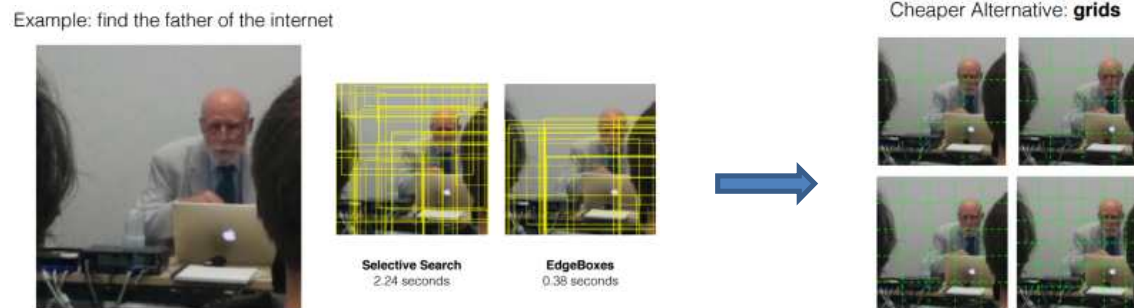 Example: find the father of the internet
Cheaper Alternative: grids
Selective Search
2.24 seconds
EdgeBoxes
0.38 seconds